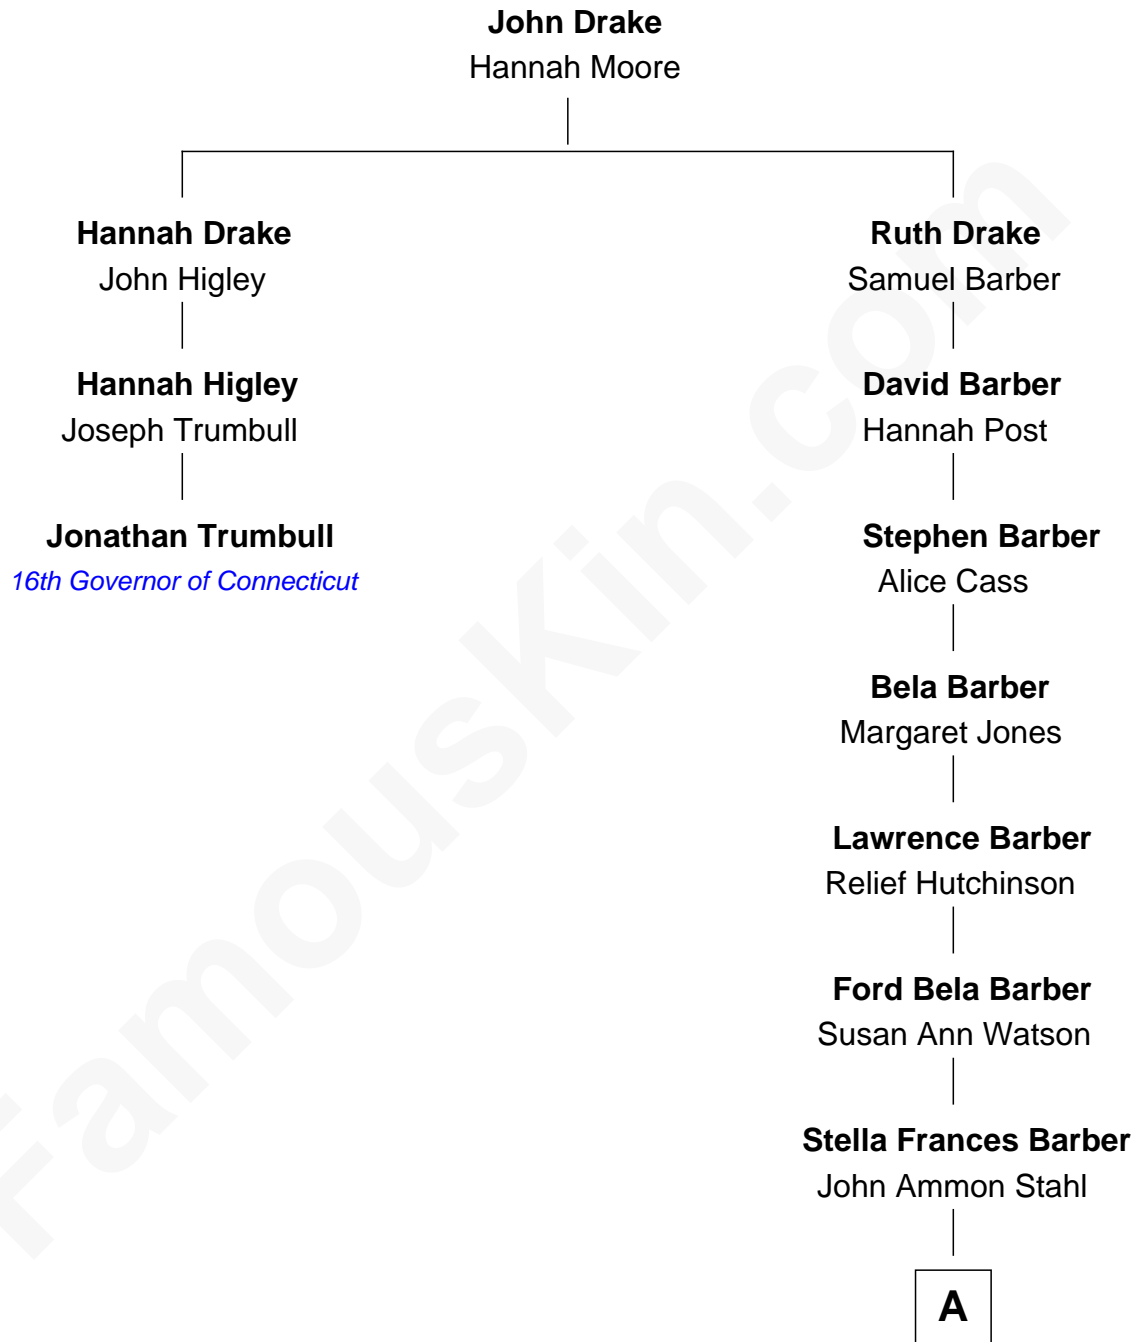 John Drake
Hannah Moore
Hannah Drake
John Higley
Hannah Higley
Joseph Trumbull
Jonathan Trumbull
16th Governor of Connecticut
Ruth Drake
Samuel Barber
David Barber
Hannah Post
Stephen Barber
Alice Cass
Bela Barber
Margaret Jones
Lawrence Barber
Relief Hutchinson
Ford Bela Barber
Susan Ann Watson
Stella Frances Barber
John Ammon Stahl
A
FamousKin.com